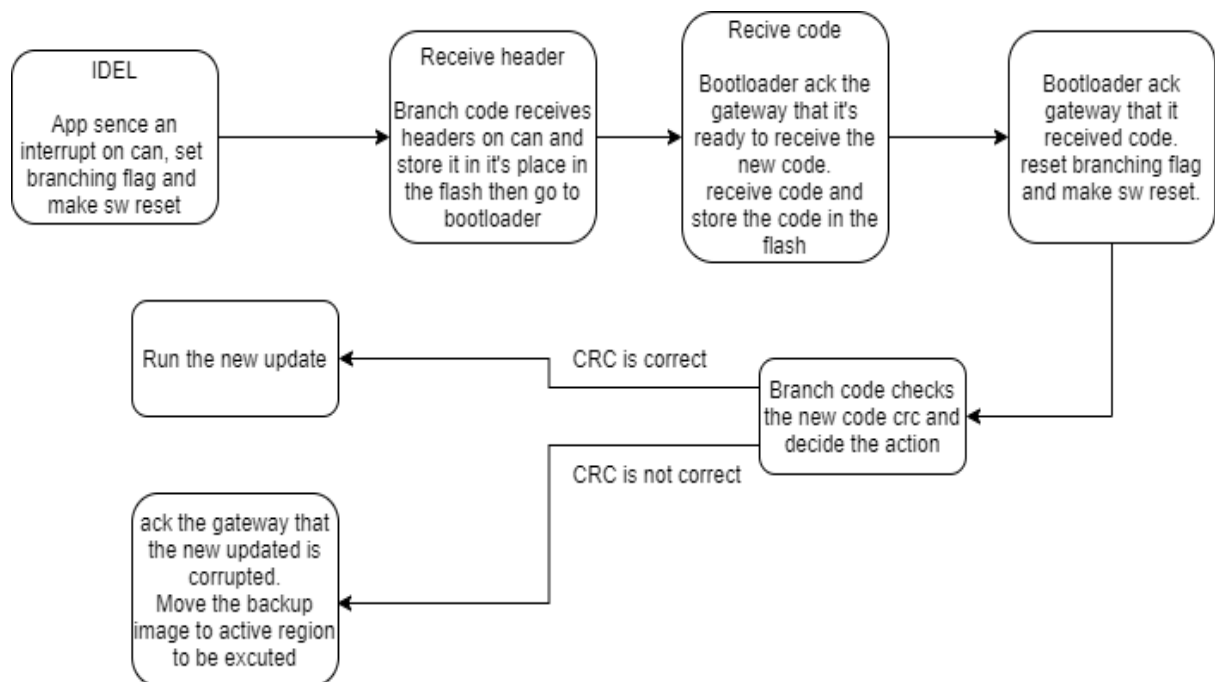 IDEL
App sence an
interrupt on can, set
branching flag and
make sw reset
Receive header
Branch code receives
headers on can and
store it in it's place in
the flash then go to
bootloader
Recive code
Bootloader ack the
gateway that it's
ready to receive the
new code.
receive code and
store the code in the
flash
Bootloader ack
gateway that it
received code.
reset branching flag
and make sw reset.
Run the new update
CRC is correct
Branch code checks
the new code crc and
decide the action
CRC is not correct
ack the gateway that
the new updated is
corrupted.
Move the backup
image to active region
to be excuted